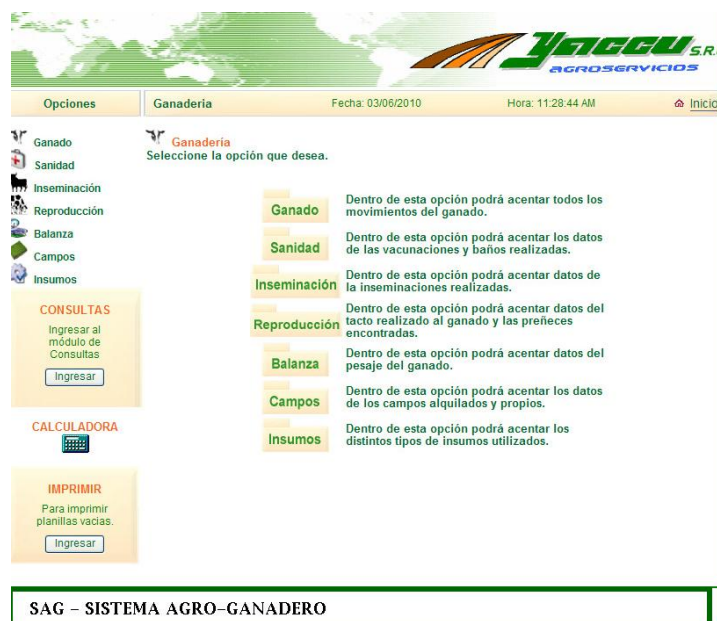 Yaccu S.R.
AGROSERVICIOS
Opciones
Ganaderia
Fecha: 03/06/2010
Hora: 11:28:44 AM
Inicio
Ganado
Sanidad
Inseminación
Reproducción
Balanza
Campos
Insumos
CONSULTAS
Ingresar al
módulo de
Consultas
Ingresar
CALCULADORA
IMPRIMIR
Para imprimir
planillas vacias.
Ingresar
Ganadería
Seleccione la opción que desea.
Ganado
Dentro de esta opción podrá acentar todos los
movimientos del ganado.
Sanidad
Dentro de esta opción podrá acentar los datos
de las vacunaciones y baños realizadas.
Inseminación
Dentro de esta opción podrá acentar datos de
la inseminaciones realizadas.
Reproducción
Dentro de esta opción podrá acentar datos del
tacto realizado al ganado y las preñeces
encontradas.
Balanza
Dentro de esta opción podrá acentar datos del
pesaje del ganado.
Campos
Dentro de esta opción podrá acentar los datos
de los campos alquilados y propios.
Insumos
Dentro de esta opción podrá acentar los
distintos tipos de insumos utilizados.
SAG – SISTEMA AGRO–GANADERO